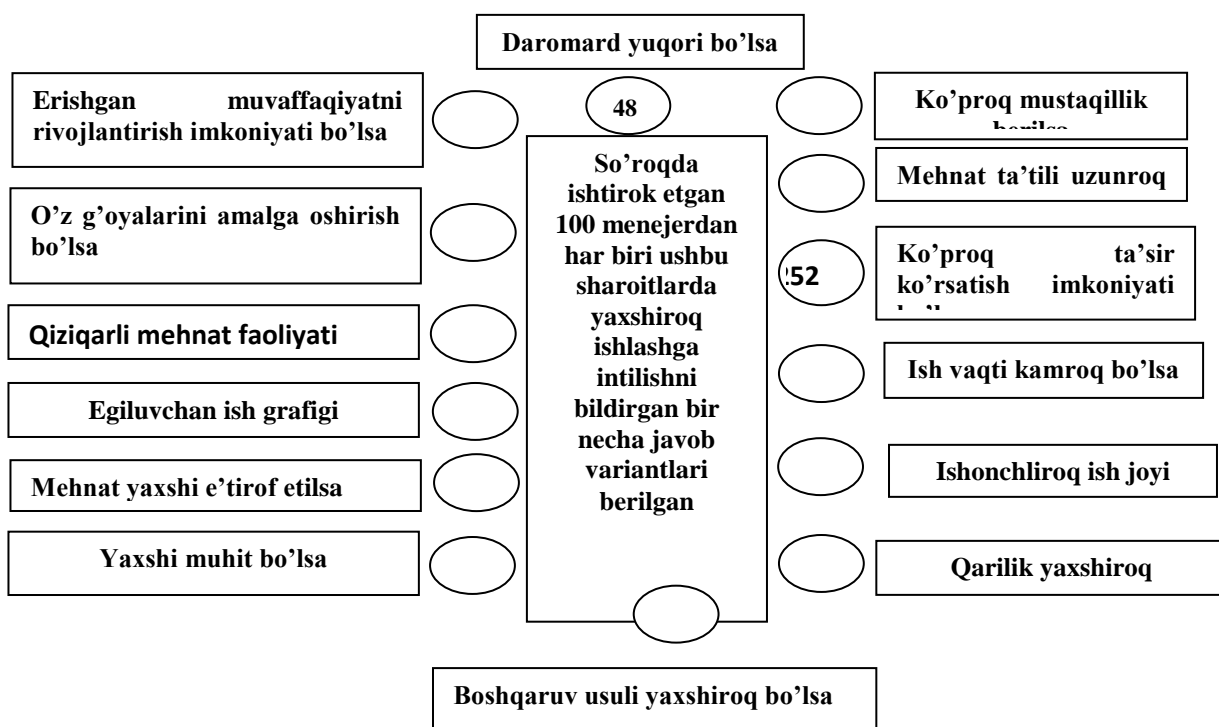 Daromard yuqori bo’lsa
48
Erishgan muvaffaqiyatni
rivojlantirish imkoniyati bo’lsa
O’z g’oyalarini amalga oshirish
bo’lsa
Qiziqarli mehnat faoliyati
Egiluvchan ish grafigi
Mehnat yaxshi e’tirof etilsa
Yaxshi muhit bo’lsa
So’roqda
ishtirok etgan
100 menejerdan
har biri ushbu
sharoitlarda
yaxshiroq
ishlashga
intilishni
bildirgan bir
necha javob
variantlari
berilgan
Ko’proq mustaqillik
Mehnat ta’tili uzunroq
252
Ko’proq ta’sir
ko’rsatish imkoniyati
Ish vaqti kamroq bo’lsa
Ishonchliroq ish joyi
Qarilik yaxshiroq
Boshqaruv usuli yaxshiroq bo’lsa